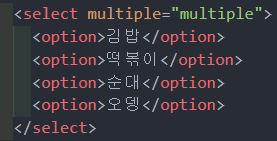 <select multiple="multiple">
<option>김밥</option>
<option>떡볶이</option>
<option>순대</option>
<option>오뎅</option>
</select>